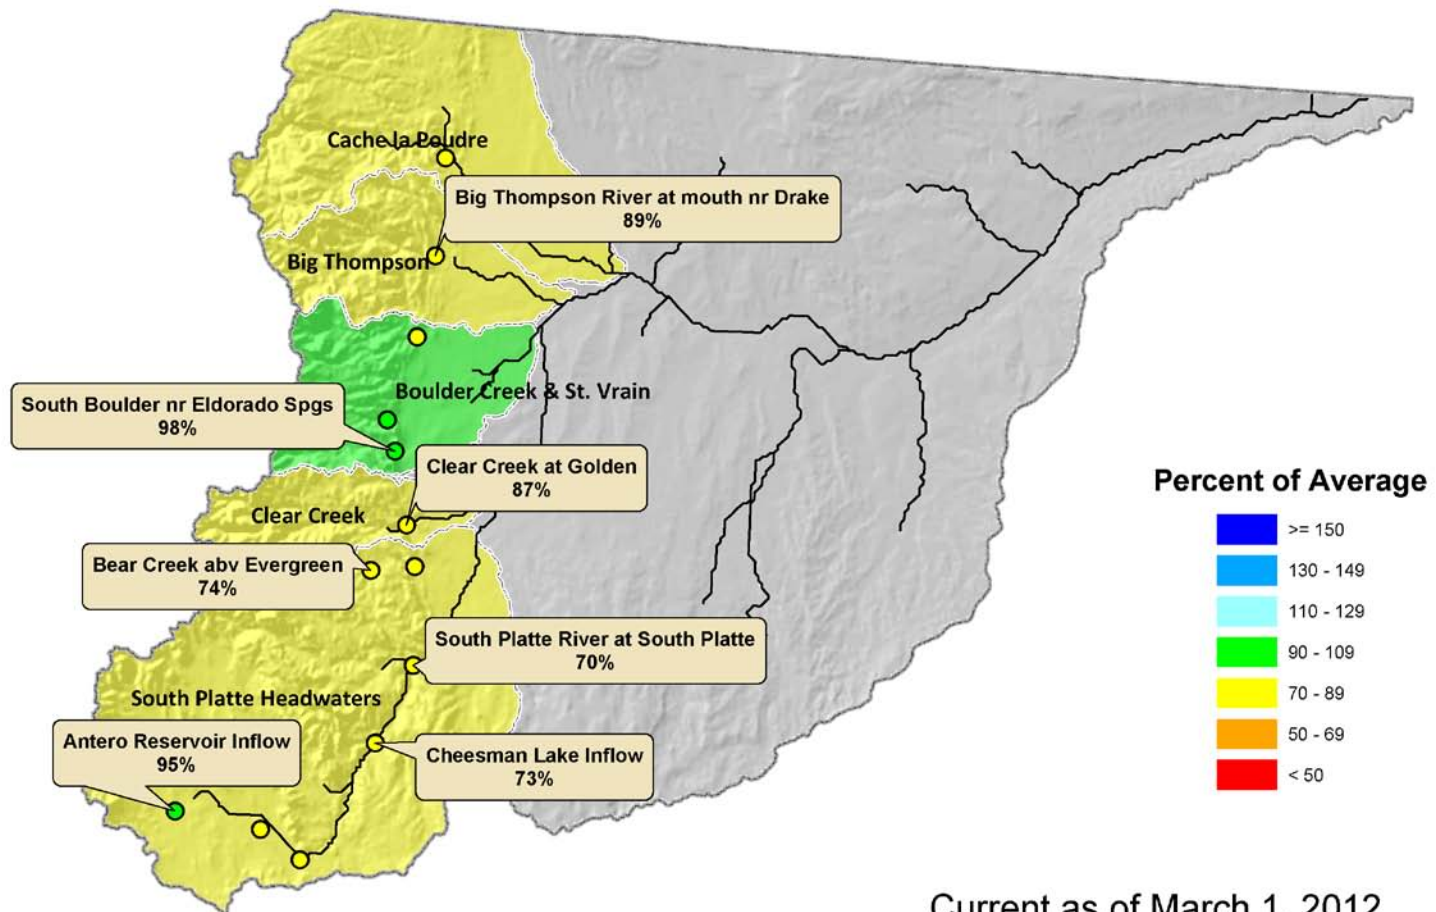 Cache la Poudre
Big Thompson River at mouth nr Drake
89%
Big Thompson
Boulder Creek & St. Vrain
South Boulder nr Eldorado Spgs
98%
Clear Creek at Golden
87%
Clear Creek
Bear Creek abv Evergreen
74%
South Platte River at South Platte
70%
South Platte Headwaters
Antero Reservoir Inflow
95%
Cheesman Lake Inflow
73%
Percent of Average
>= 150
130 - 149
110 - 129
90 - 109
70 - 89
50 - 69
< 50
Current as of March 1, 2012